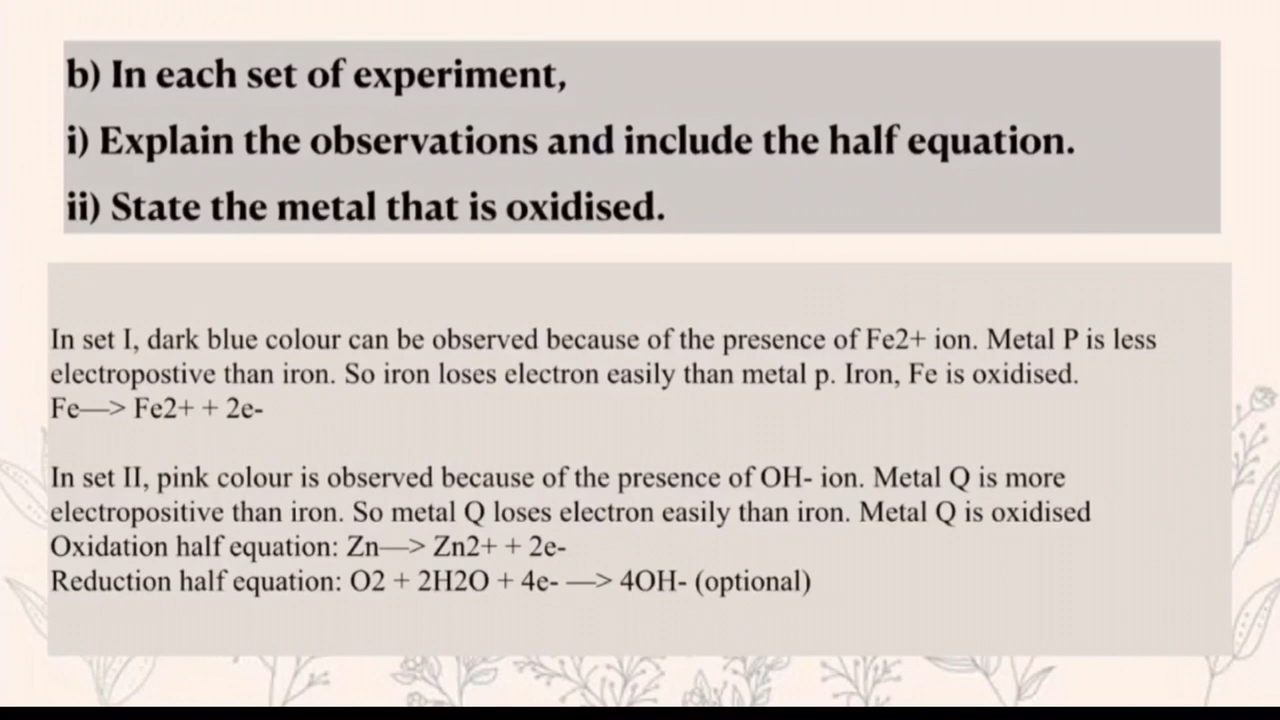 b) In each set of experiment,
i) Explain the observations and include the half equation.
ii) State the metal that is oxidised.
In set I, dark blue colour can be observed because of the presence of Fe2+ ion. Metal P is less
electropostive than iron. So iron loses electron easily than metal p. Iron, Fe is oxidised.
Fe—> Fe2+ + 2e-
In set II, pink colour is observed because of the presence of OH- ion. Metal Q is more
electropositive than iron. So metal Q loses electron easily than iron. Metal Q is oxidised
Oxidation half equation: Zn—> Zn2+ + 2e-
Reduction half equation: O2 + 2H2O + 4e- —> 4OH- (optional)